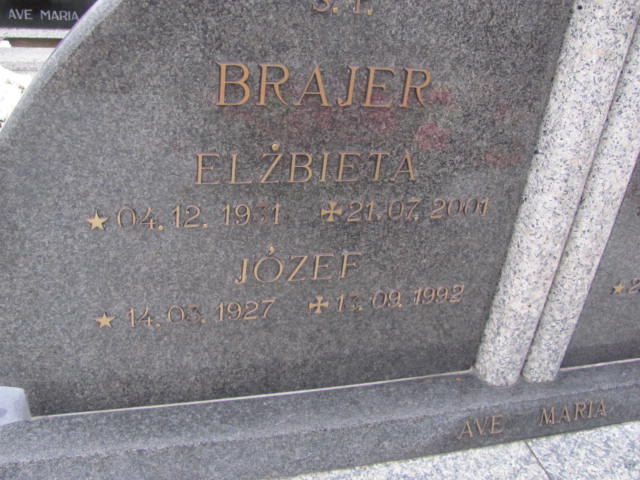 AVE MARIA
Ś. P.
BRAJER
ELŻBIETA
★ 04. 12. 1931 ✠ 21. 07. 2001
JÓZEF
★ 14. 03. 1927 ✠ 13. 09. 1992
AVE MARIA